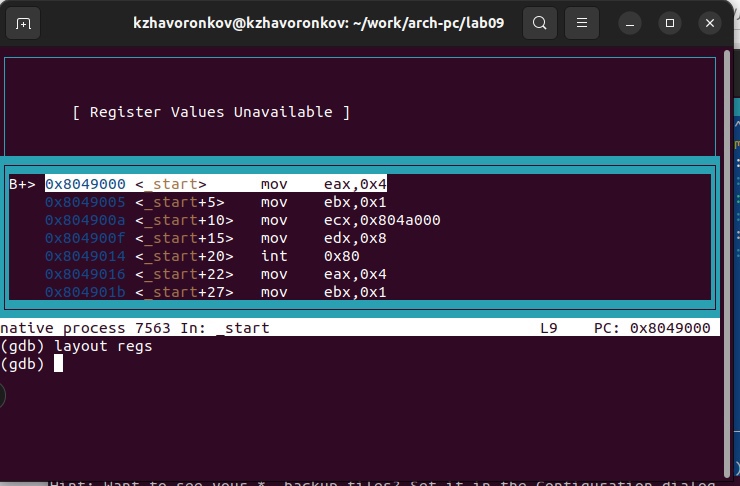 kzhavoronkov@kzhavoronkov: ~/work/arch-pc/lab09
[ Register Values Unavailable ]
B+> 0x8049000 <_start> mov eax,0x4
0x8049005 <_start+5> mov ebx,0x1
0x804900a <_start+10> mov ecx,0x804a000
0x804900f <_start+15> mov edx,0x8
0x8049014 <_start+20> int 0x80
0x8049016 <_start+22> mov eax,0x4
0x804901b <_start+27> mov ebx,0x1
native process 7563 In: _start L9 PC: 0x8049000
(gdb) layout regs
(gdb)
Hint: Want to see your *~ backup files? Set it in the Configuration dialog.